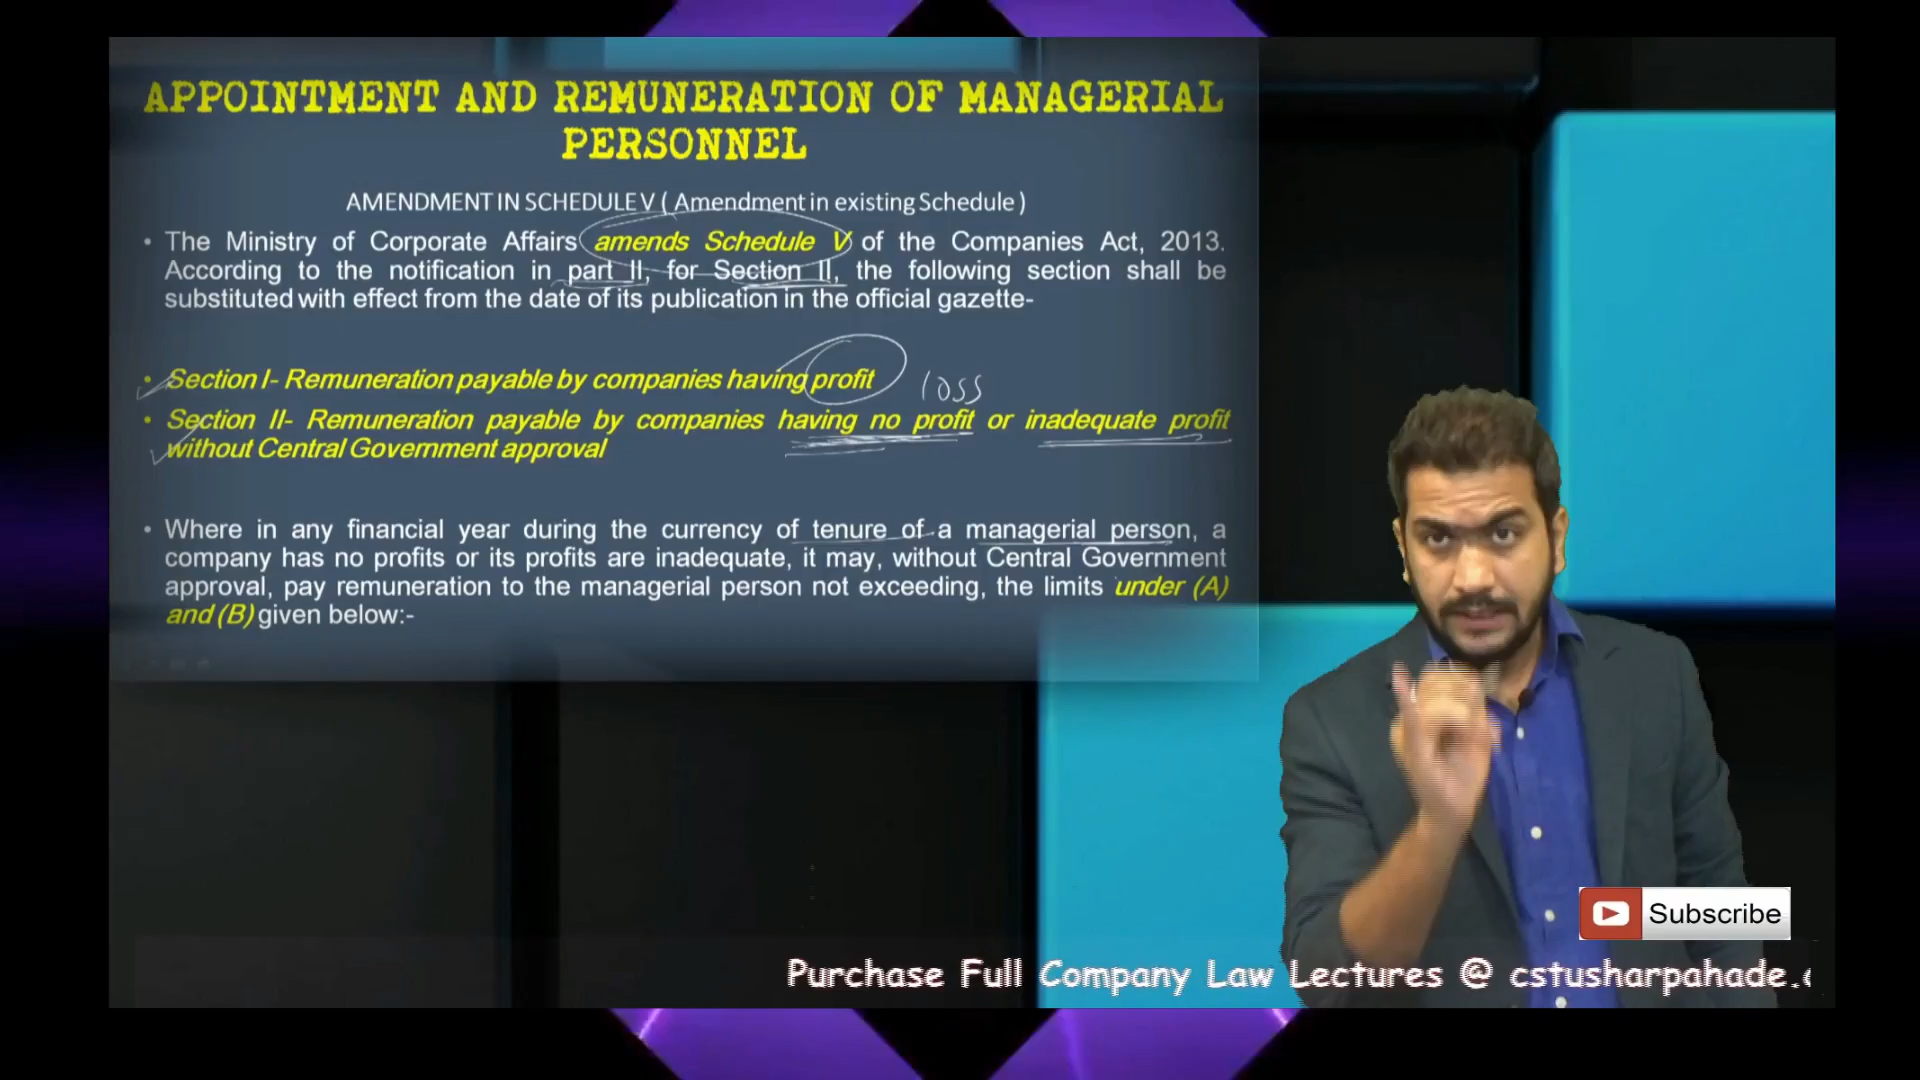 APPOINTMENT AND REMUNERATION OF MANAGERIAL
PERSONNEL
AMENDMENT IN SCHEDULE V ( Amendment in existing Schedule )
• The Ministry of Corporate Affairs amends Schedule V of the Companies Act, 2013.
According to the notification in part II, for Section II, the following section shall be
substituted with effect from the date of its publication in the official gazette-
• Section I- Remuneration payable by companies having profit
loss
• Section II- Remuneration payable by companies having no profit or inadequate profit
without Central Government approval
• Where in any financial year during the currency of tenure of a managerial person, a
company has no profits or its profits are inadequate, it may, without Central Government
approval, pay remuneration to the managerial person not exceeding, the limits under (A)
and (B) given below:-
Subscribe
Purchase Full Company Law Lectures @ cstusharpahade.